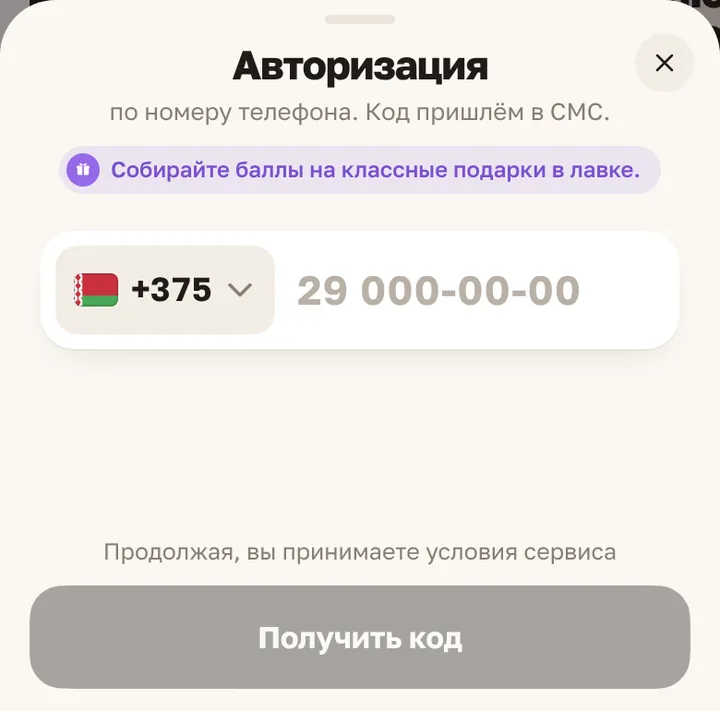 Авторизация
по номеру телефона. Код пришлём в СМС.
Собирайте баллы на классные подарки в лавке.
+375 29 000-00-00
Продолжая, вы принимаете условия сервиса
Получить код